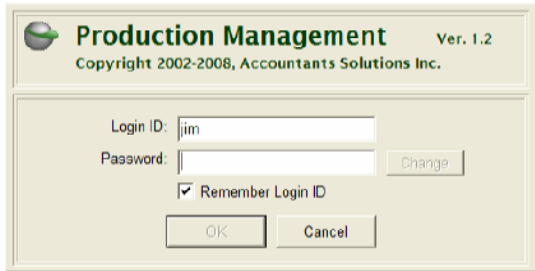 Production Management Ver. 1.2
Copyright 2002-2008, Accountants Solutions Inc.
Login ID: jim
Password: Change
Remember Login ID
OK Cancel